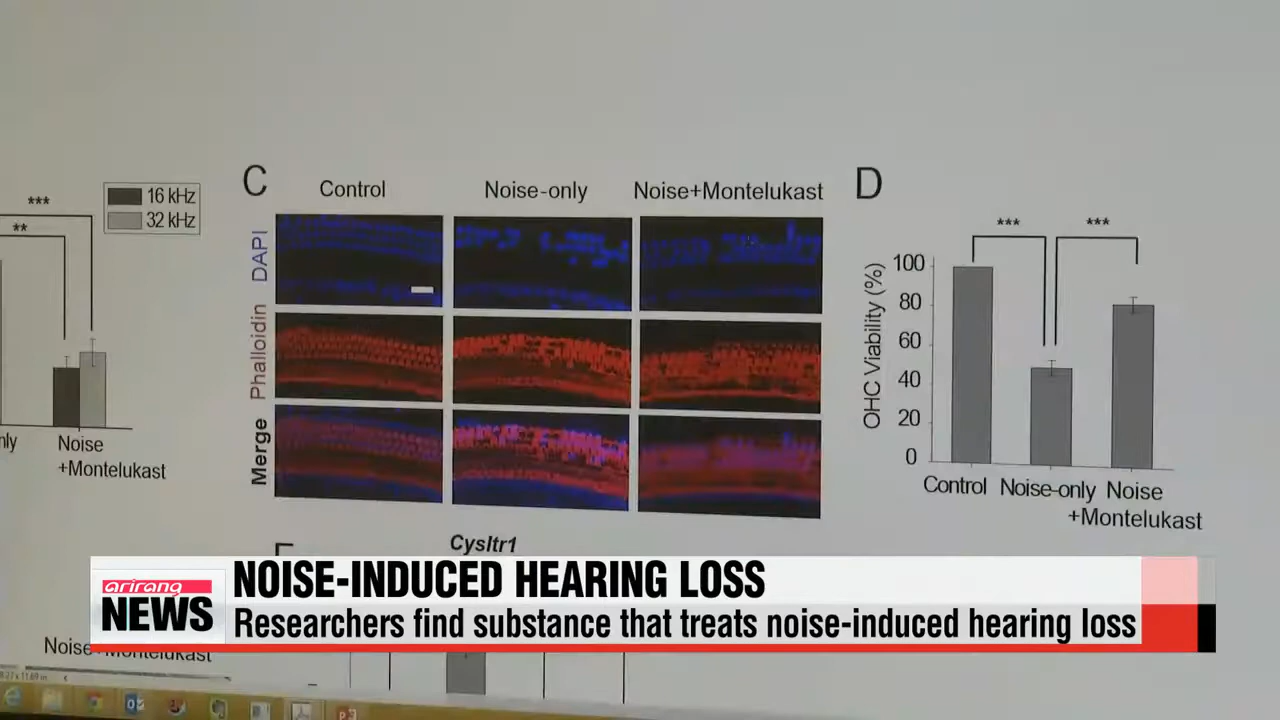 ***
**
16 kHz
32 kHz
Noise
+Montelukast
C
Control
Noise-only
Noise+Montelukast
DAPI
Phalloidin
Merge
D
***
***
OHC Viability (%)
100
80
60
40
20
0
Control
Noise-only
Noise
+Montelukast
Cysltr1
Noise+Montelukast
arirang
NEWS
NOISE-INDUCED HEARING LOSS
Researchers find substance that treats noise-induced hearing loss